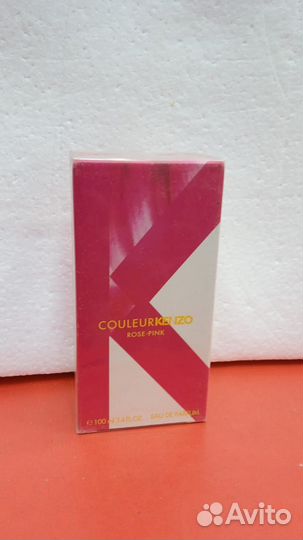 COULEURKENZO
ROSE-PINK
℮ 100 ml 3.4 FL.OZ. EAU DE PARFUM
Avito